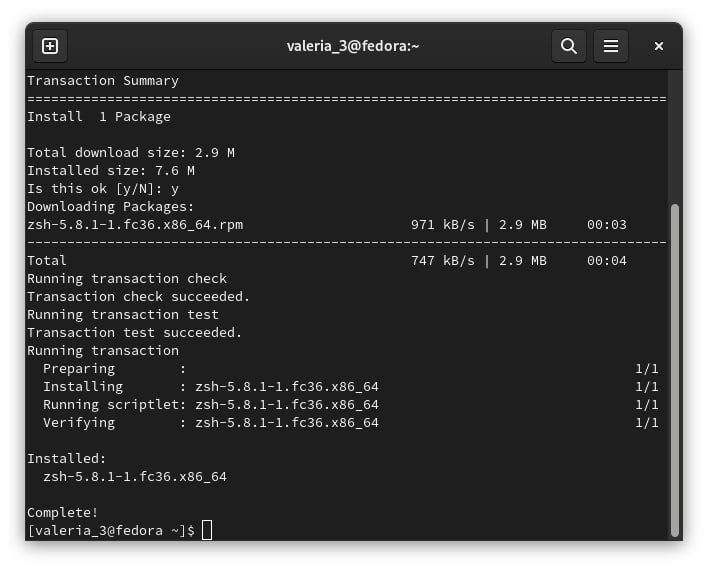 valeria_3@fedora:~
Transaction Summary
================================================================================
Install  1 Package

Total download size: 2.9 M
Installed size: 7.6 M
Is this ok [y/N]: y
Downloading Packages:
zsh-5.8.1-1.fc36.x86_64.rpm                     971 kB/s | 2.9 MB     00:03
--------------------------------------------------------------------------------
Total                                           747 kB/s | 2.9 MB     00:04
Running transaction check
Transaction check succeeded.
Running transaction test
Transaction test succeeded.
Running transaction
  Preparing        :                                                        1/1
  Installing       : zsh-5.8.1-1.fc36.x86_64                                1/1
  Running scriptlet: zsh-5.8.1-1.fc36.x86_64                                1/1
  Verifying        : zsh-5.8.1-1.fc36.x86_64                                1/1

Installed:
  zsh-5.8.1-1.fc36.x86_64

Complete!
[valeria_3@fedora ~]$